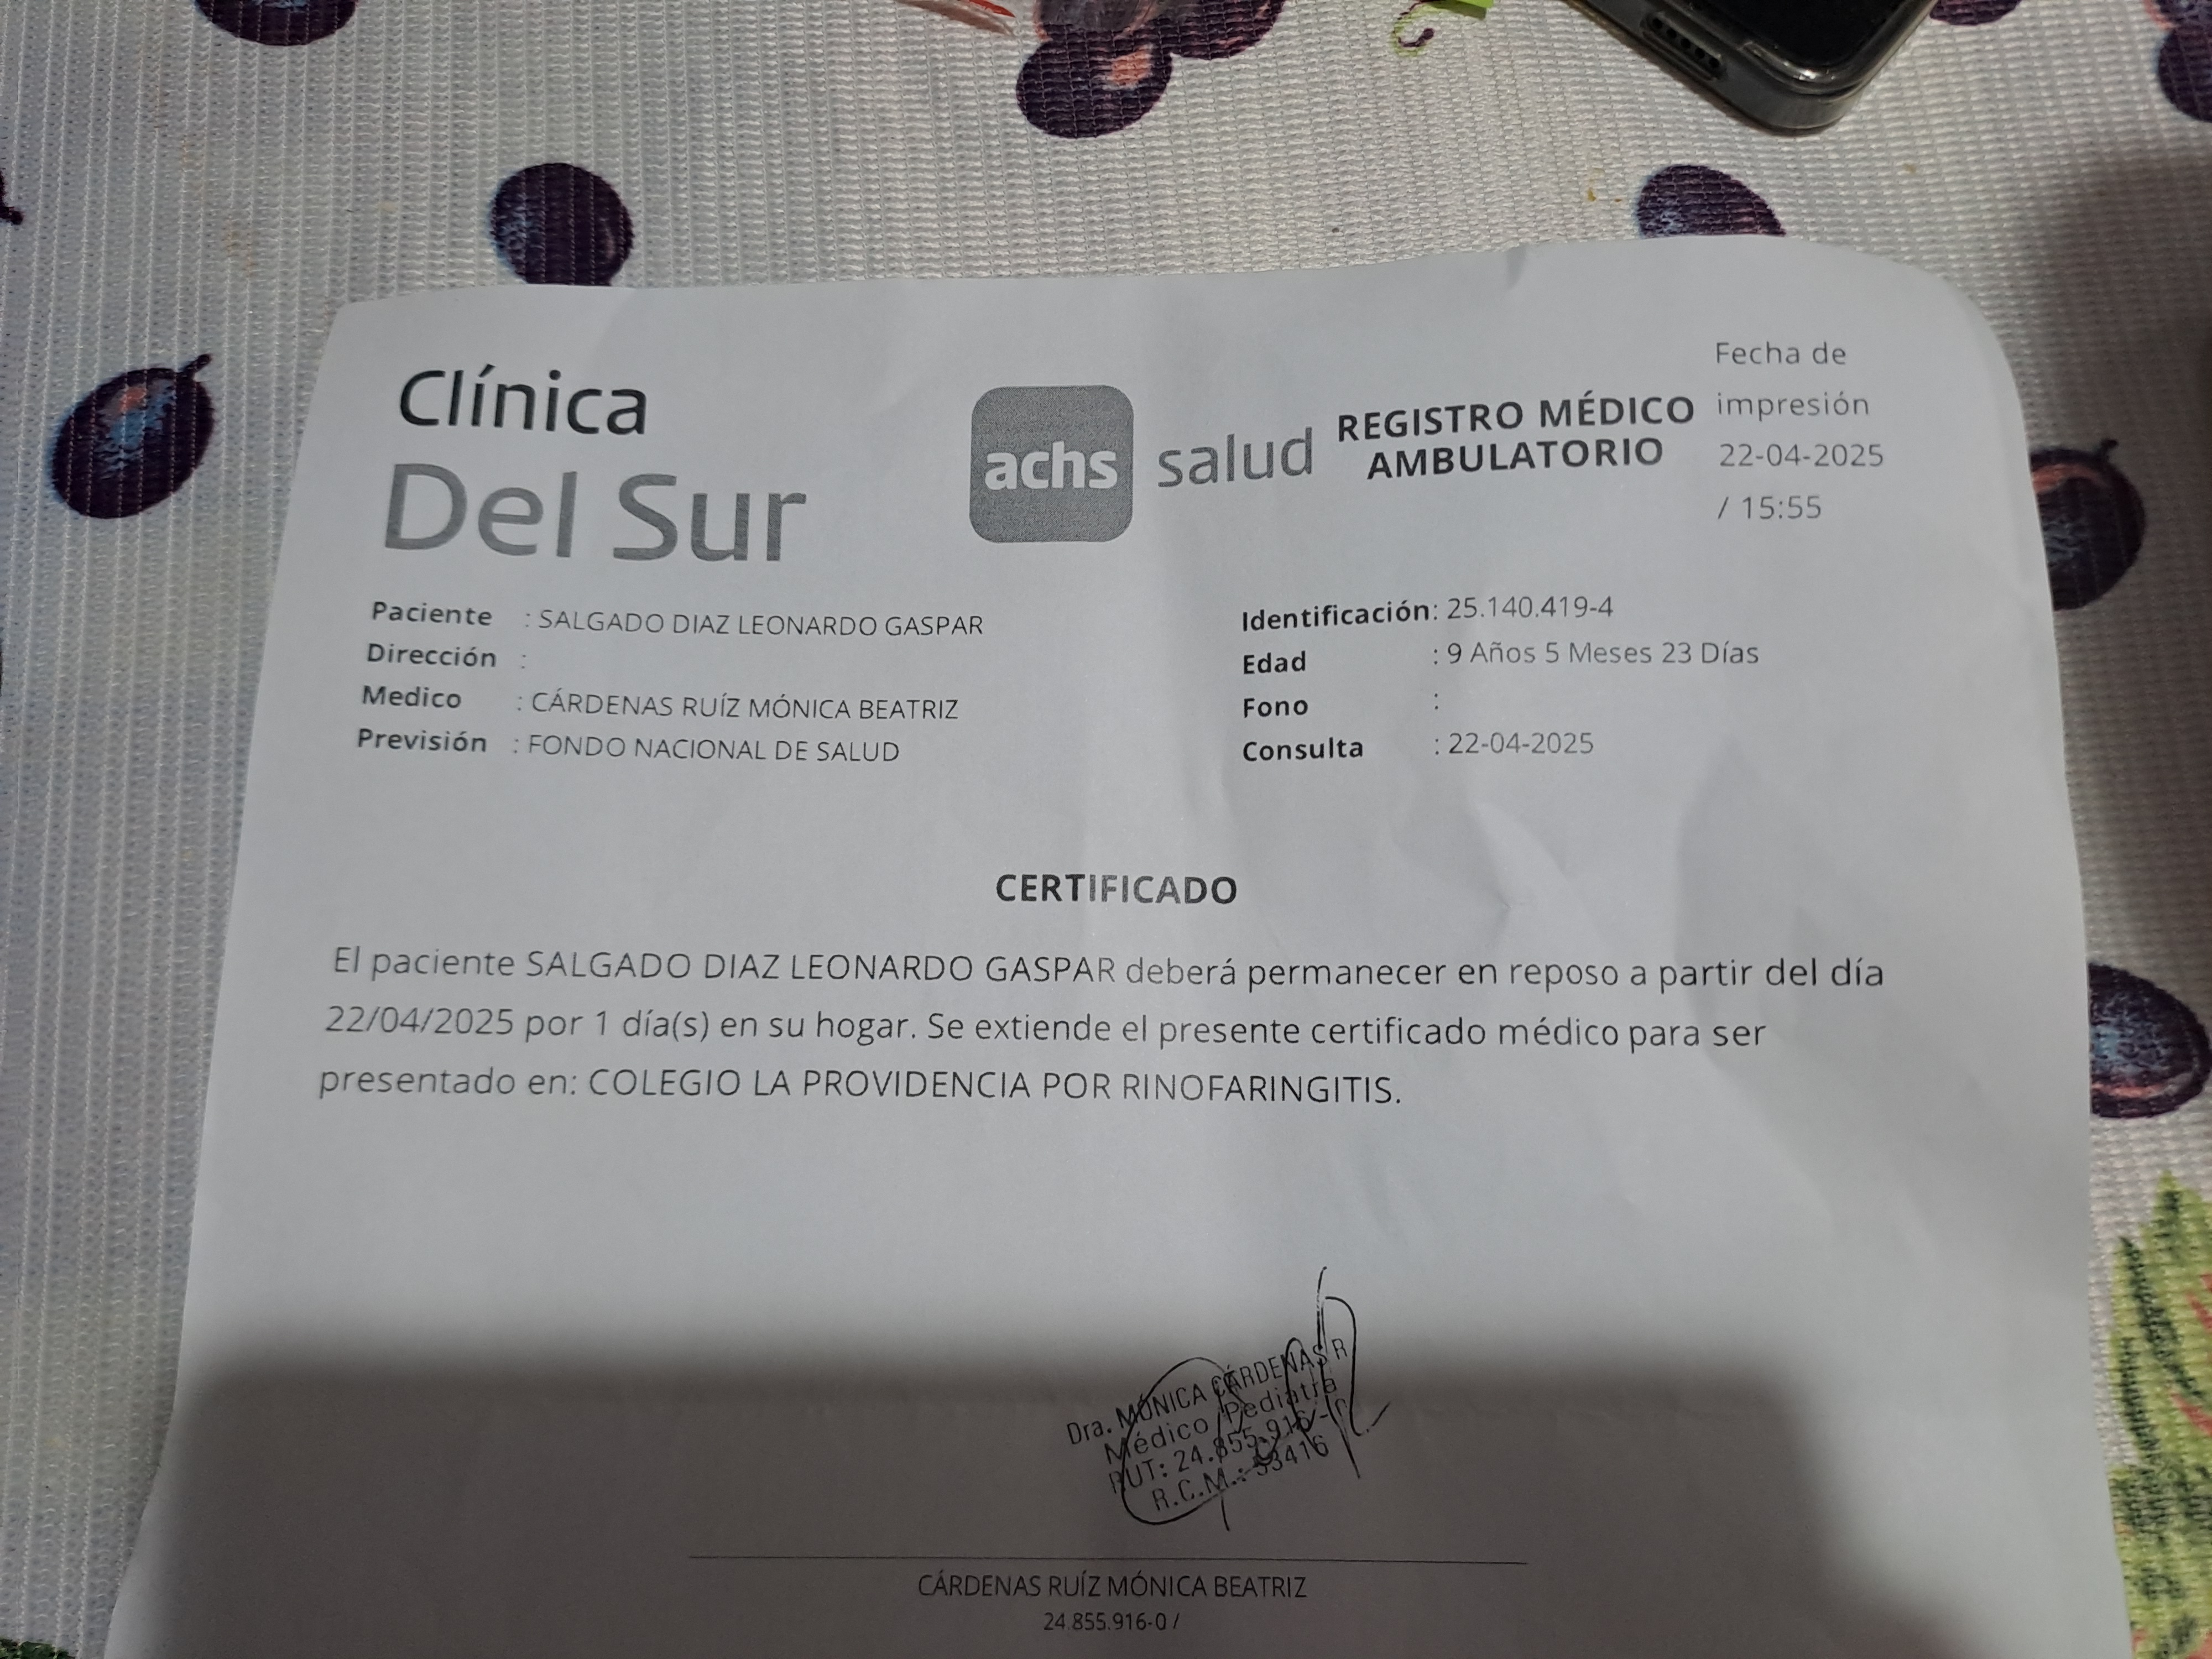 Clínica
Del Sur
achs salud
REGISTRO MÉDICO
AMBULATORIO
Fecha de
impresión
22-04-2025
/ 15:55
Paciente : SALGADO DIAZ LEONARDO GASPAR
Dirección :
Medico : CÁRDENAS RUÍZ MÓNICA BEATRIZ
Previsión : FONDO NACIONAL DE SALUD
Identificación: 25.140.419-4
Edad : 9 Años 5 Meses 23 Días
Fono :
Consulta : 22-04-2025
CERTIFICADO
El paciente SALGADO DIAZ LEONARDO GASPAR deberá permanecer en reposo a partir del día
22/04/2025 por 1 día(s) en su hogar. Se extiende el presente certificado médico para ser
presentado en: COLEGIO LA PROVIDENCIA POR RINOFARINGITIS.
Dra. MÓNICA CÁRDENAS R
Médico Pediatra
RUT: 24.855.916-
R.C.M.: 53416
CÁRDENAS RUÍZ MÓNICA BEATRIZ
24.855.916-0 /